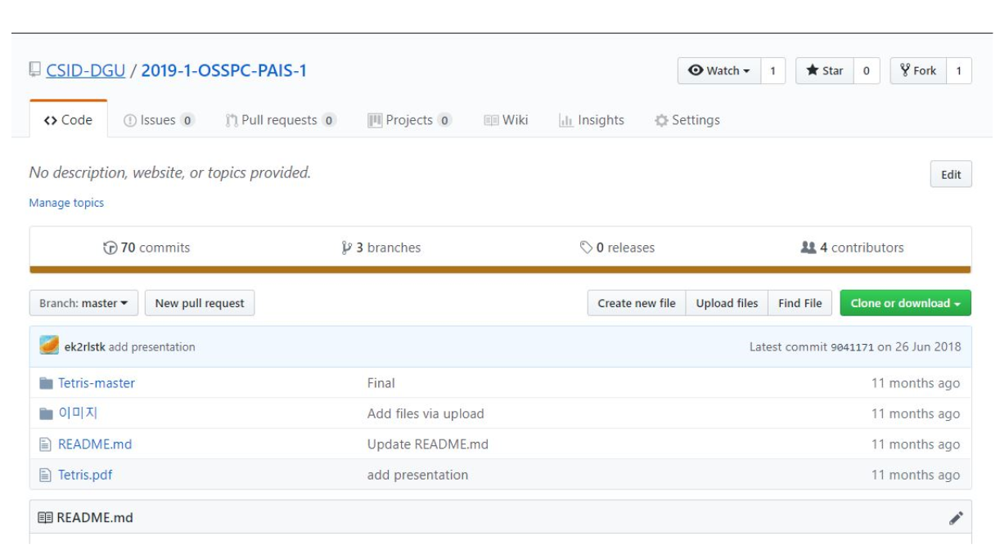 CSID-DGU / 2019-1-OSSPC-PAIS-1
Watch 1 Star 0 Fork 1
Code Issues 0 Pull requests 0 Projects 0 Wiki Insights Settings
No description, website, or topics provided. Edit
Manage topics
70 commits 3 branches 0 releases 4 contributors
Branch: master New pull request Create new file Upload files Find File Clone or download
ek2rlstk add presentation Latest commit 9041171 on 26 Jun 2018
Tetris-master Final 11 months ago
이미지 Add files via upload 11 months ago
README.md Update README.md 11 months ago
Tetris.pdf add presentation 11 months ago
README.md